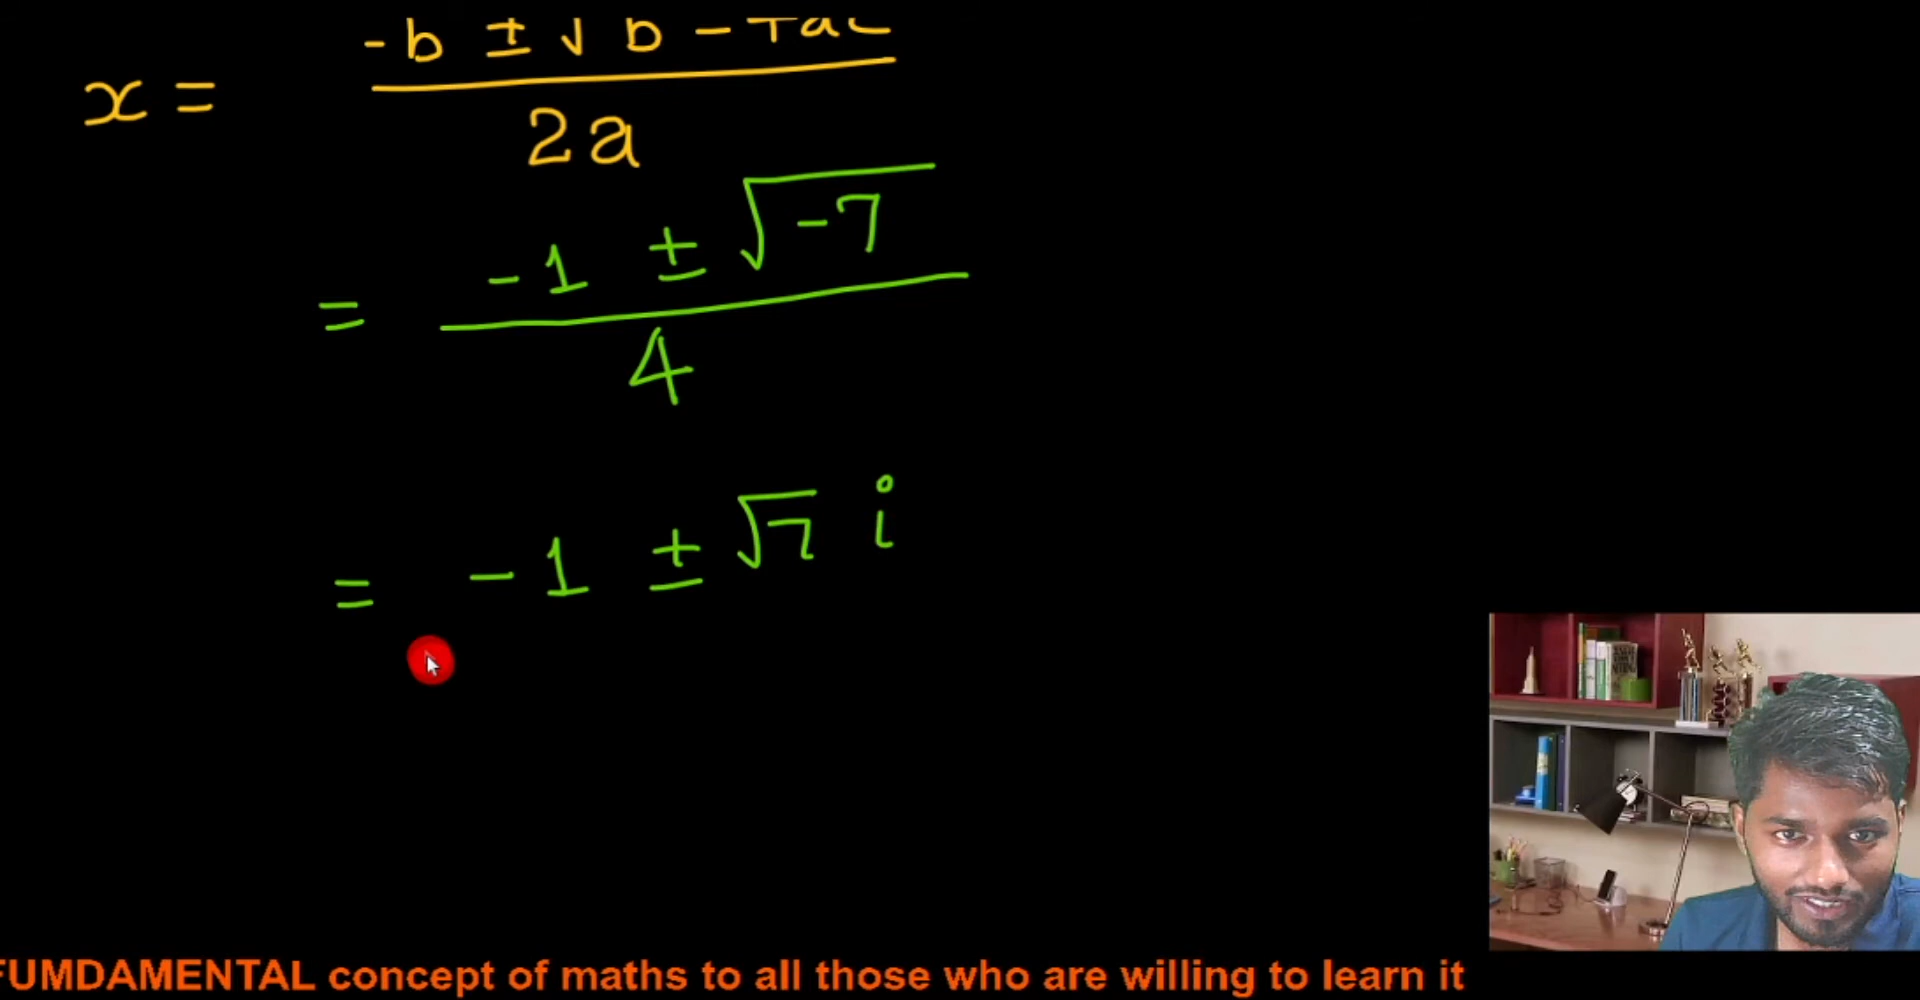 x = -b ± √ b - 4ac
2a
= -1 ± √-7
4
= -1 ± √7 i
FUMDAMENTAL concept of maths to all those who are willing to learn it